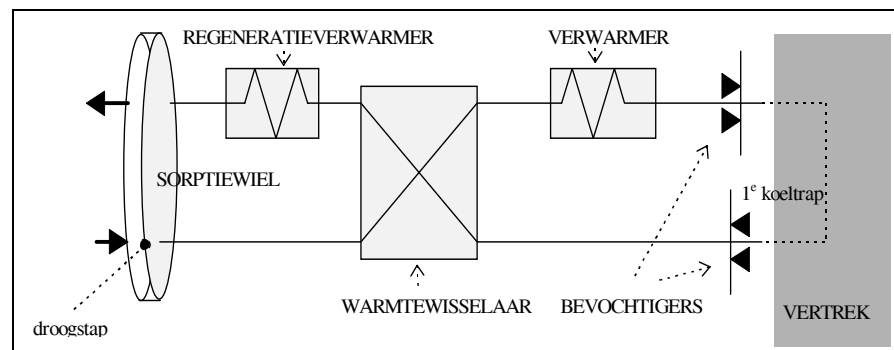 REGENERATIEVERWARMER
VERWARMER
SORPTIEWIEL
1e koeltrap
WARMTEWISSELAAR
BEVOCHTIGERS
VERTREK
droogstap